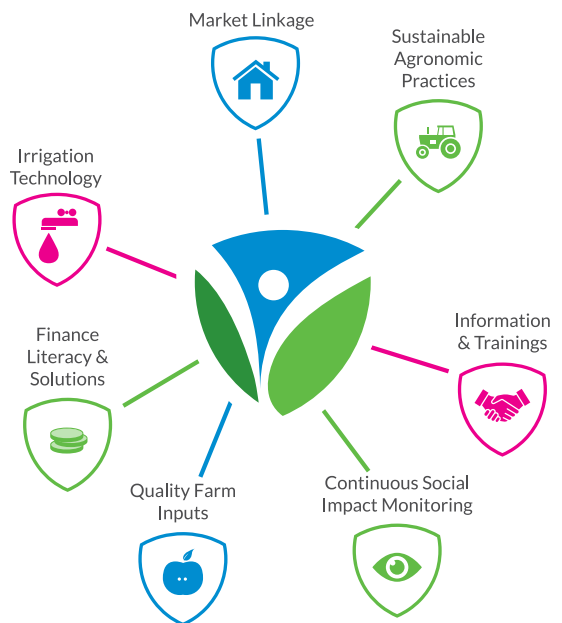 Market Linkage
Sustainable
Agronomic
Practices
Irrigation
Technology
Information
& Trainings
Finance
Literacy &
Solutions
Continuous Social
Impact Monitoring
Quality Farm
Inputs